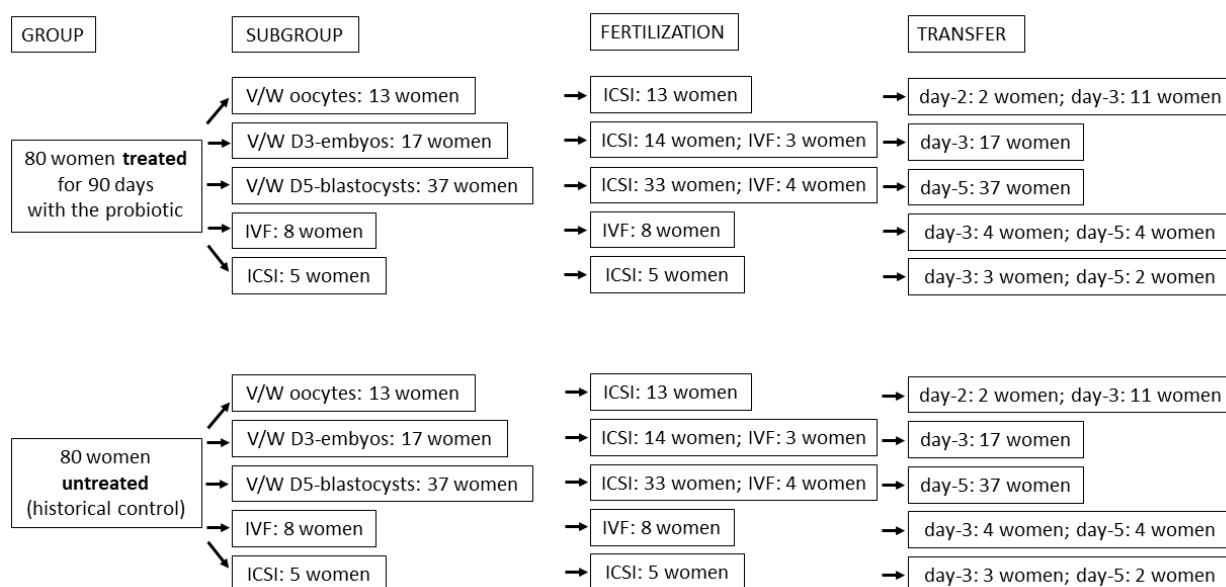 GROUP
SUBGROUP
FERTILIZATION
TRANSFER
80 women treated
for 90 days
with the probiotic
V/W oocytes: 13 women
ICSI: 13 women
day-2: 2 women; day-3: 11 women
V/W D3-embyos: 17 women
ICSI: 14 women; IVF: 3 women
day-3: 17 women
V/W D5-blastocysts: 37 women
ICSI: 33 women; IVF: 4 women
day-5: 37 women
IVF: 8 women
IVF: 8 women
day-3: 4 women; day-5: 4 women
ICSI: 5 women
ICSI: 5 women
day-3: 3 women; day-5: 2 women
80 women
untreated
(historical control)
V/W oocytes: 13 women
ICSI: 13 women
day-2: 2 women; day-3: 11 women
V/W D3-embyos: 17 women
ICSI: 14 women; IVF: 3 women
day-3: 17 women
V/W D5-blastocysts: 37 women
ICSI: 33 women; IVF: 4 women
day-5: 37 women
IVF: 8 women
IVF: 8 women
day-3: 4 women; day-5: 4 women
ICSI: 5 women
ICSI: 5 women
day-3: 3 women; day-5: 2 women